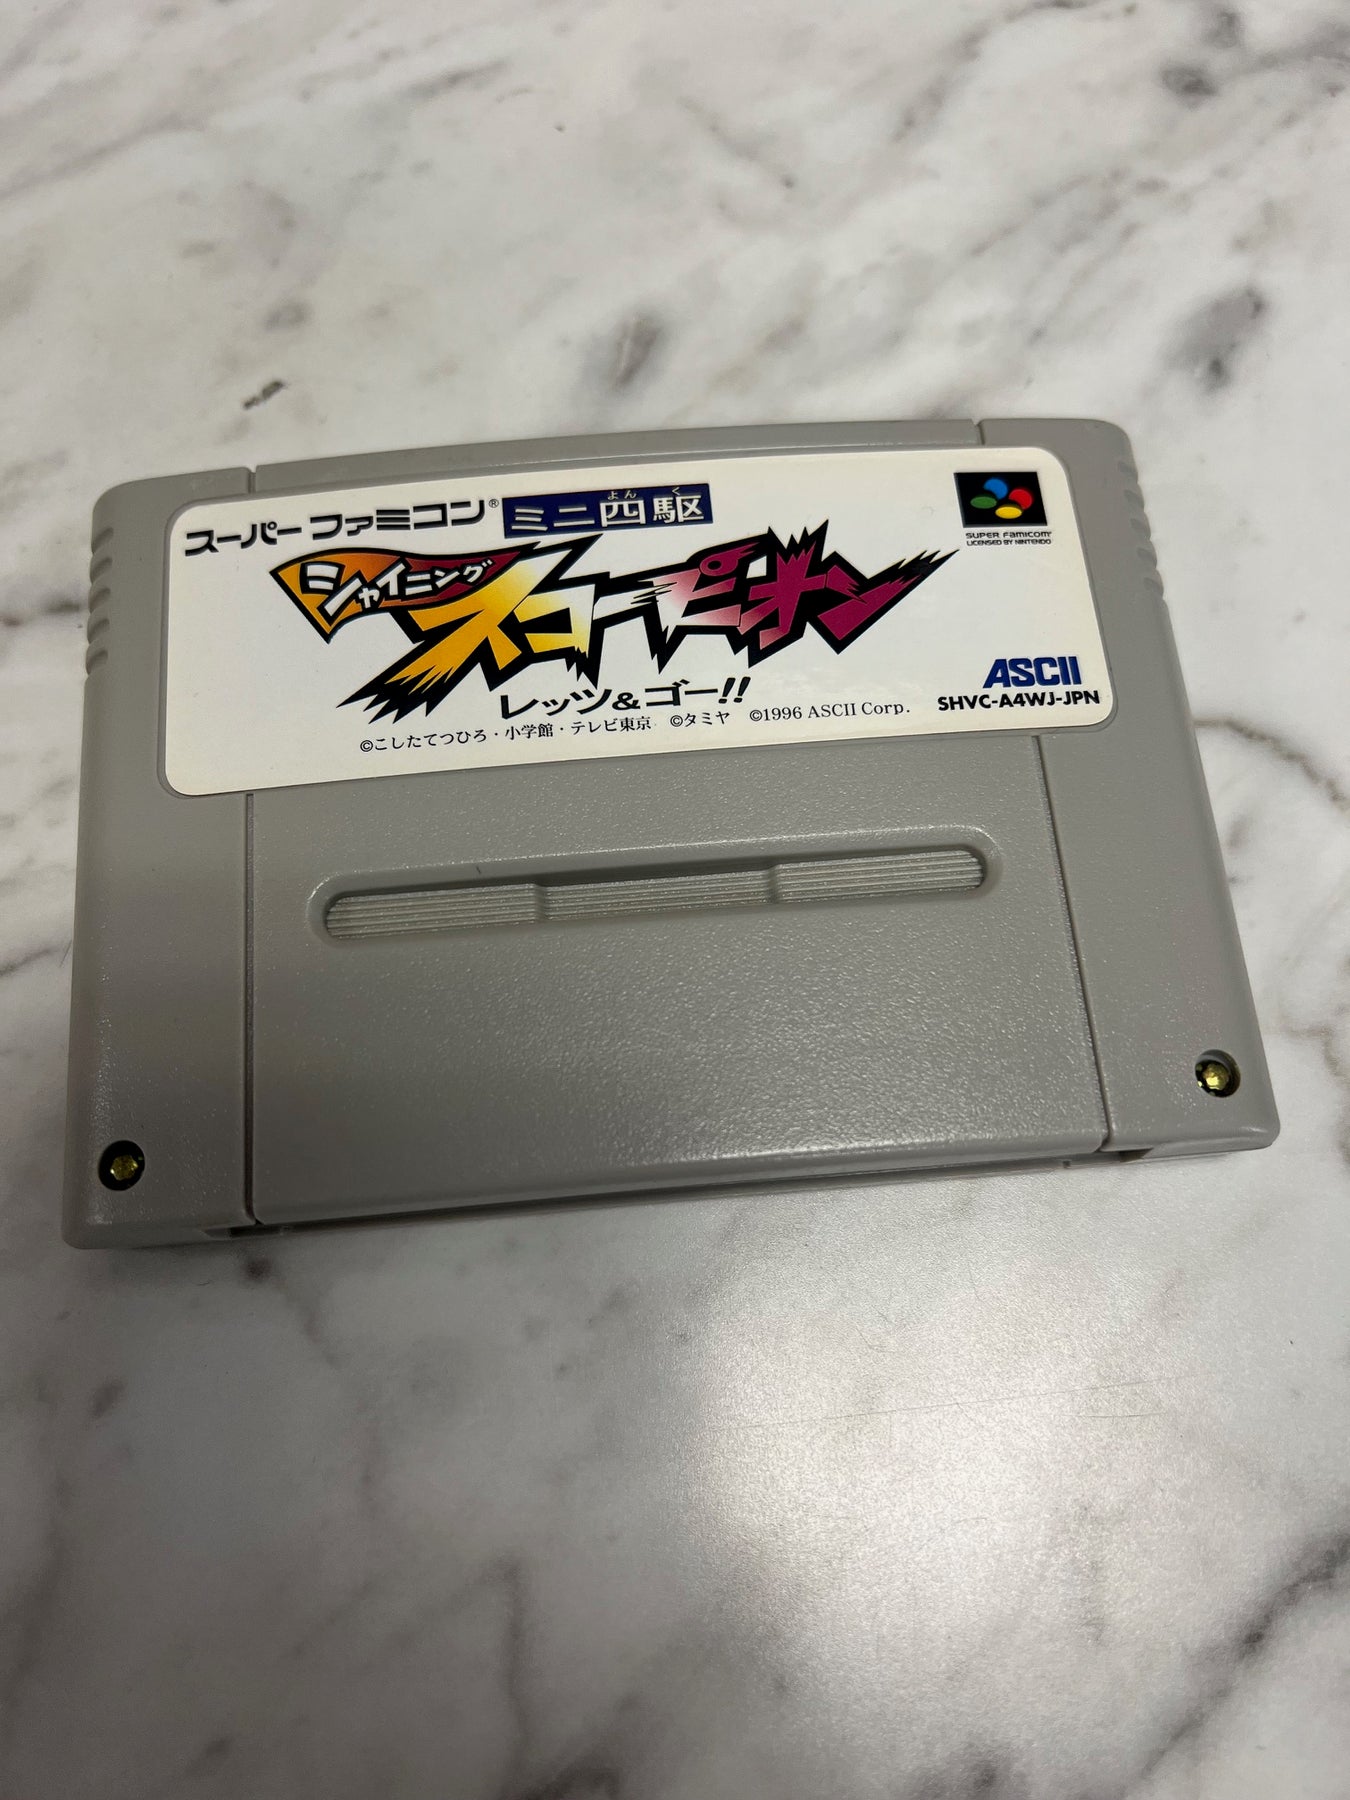 スーパーファミコン® ミニ四駆
よんく
シャイニング
スコーピオン
レッツ&ゴー!!
©こしたてつひろ・小学館・テレビ東京 ©タミヤ ©1996 ASCII Corp.
SUPER FAMICOM
LICENSED BY NINTENDO
ASCII
SHVC-A4WJ-JPN